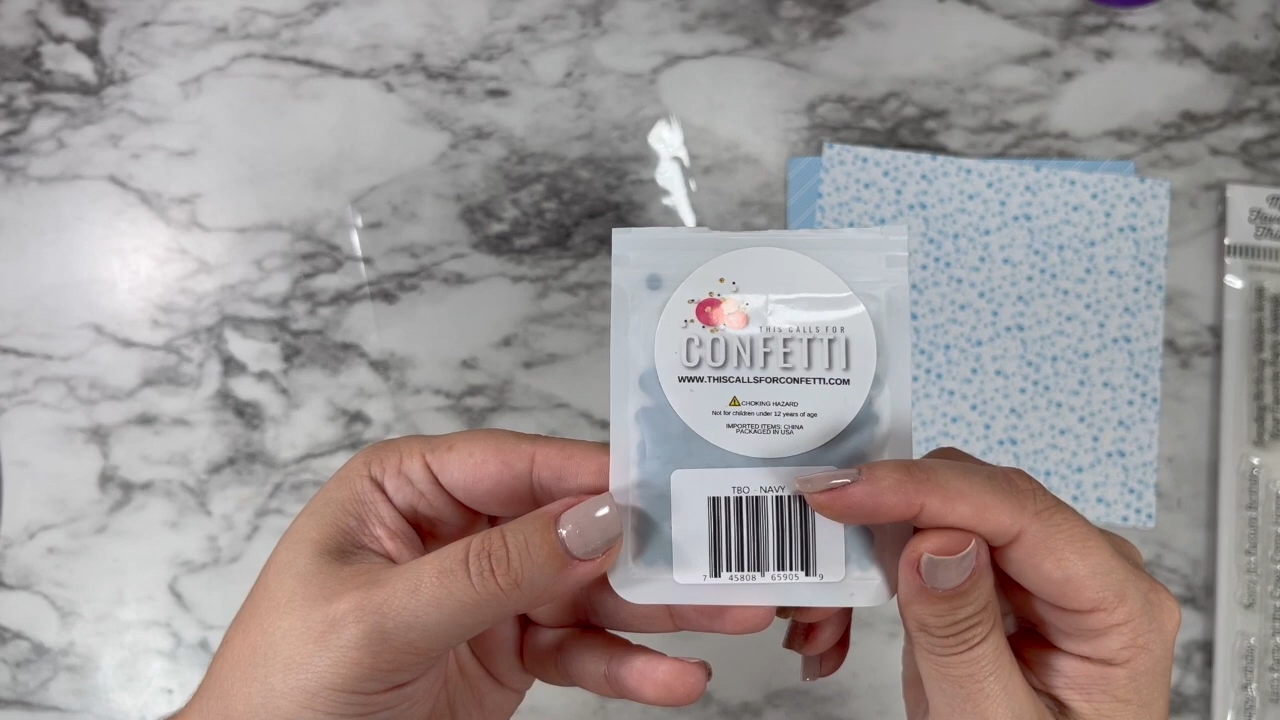 THIS CALLS FOR
CONFETTI
WWW.THISCALLSFORCONFETTI.COM
CHOKING HAZARD
Not for children under 12 years of age
IMPORTED ITEMS: CHINA
PACKAGED IN USA
TBO - NAVY
7 45808 65905 9